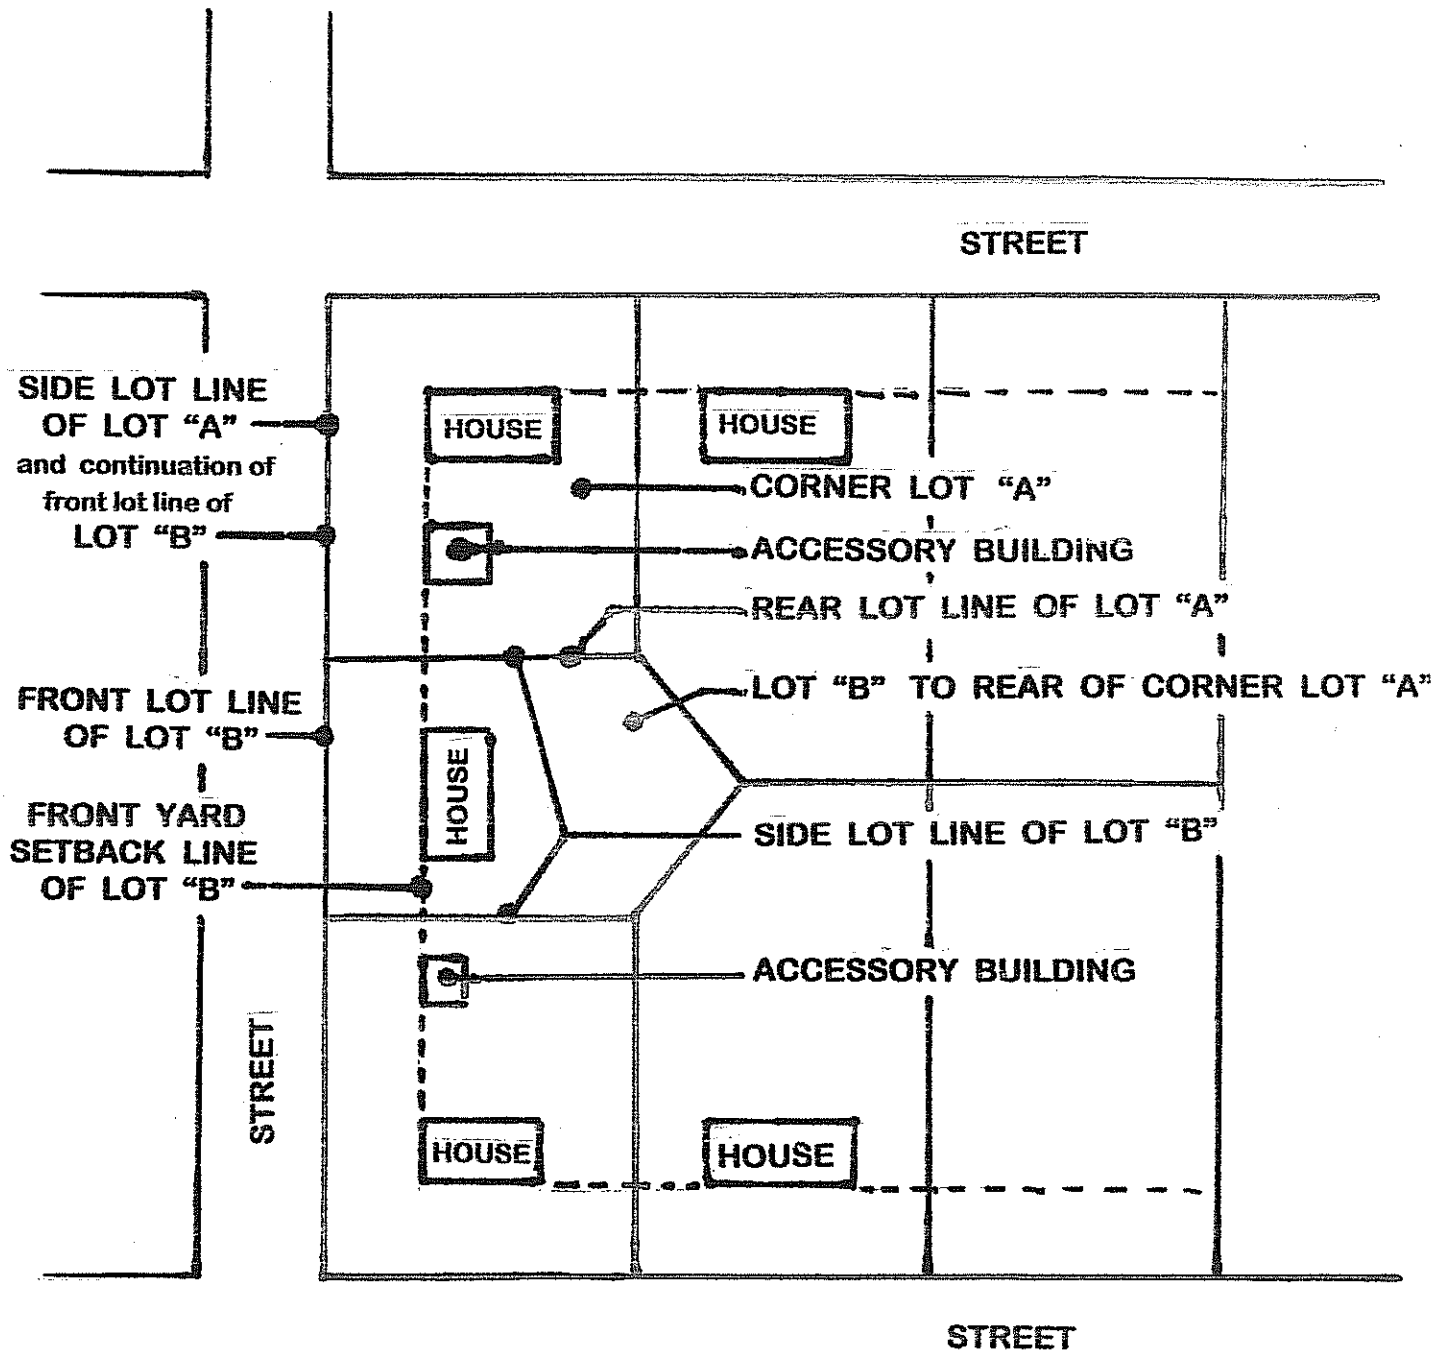 STREET
SIDE LOT LINE
OF LOT “A”
and continuation of
front lot line of
LOT “B”
HOUSE
HOUSE
CORNER LOT “A”
ACCESSORY BUILDING
REAR LOT LINE OF LOT “A”
LOT “B” TO REAR OF CORNER LOT “A”
FRONT LOT LINE
OF LOT “B”
HOUSE
FRONT YARD
SETBACK LINE
OF LOT “B”
SIDE LOT LINE OF LOT “B”
ACCESSORY BUILDING
STREET
HOUSE
HOUSE
STREET